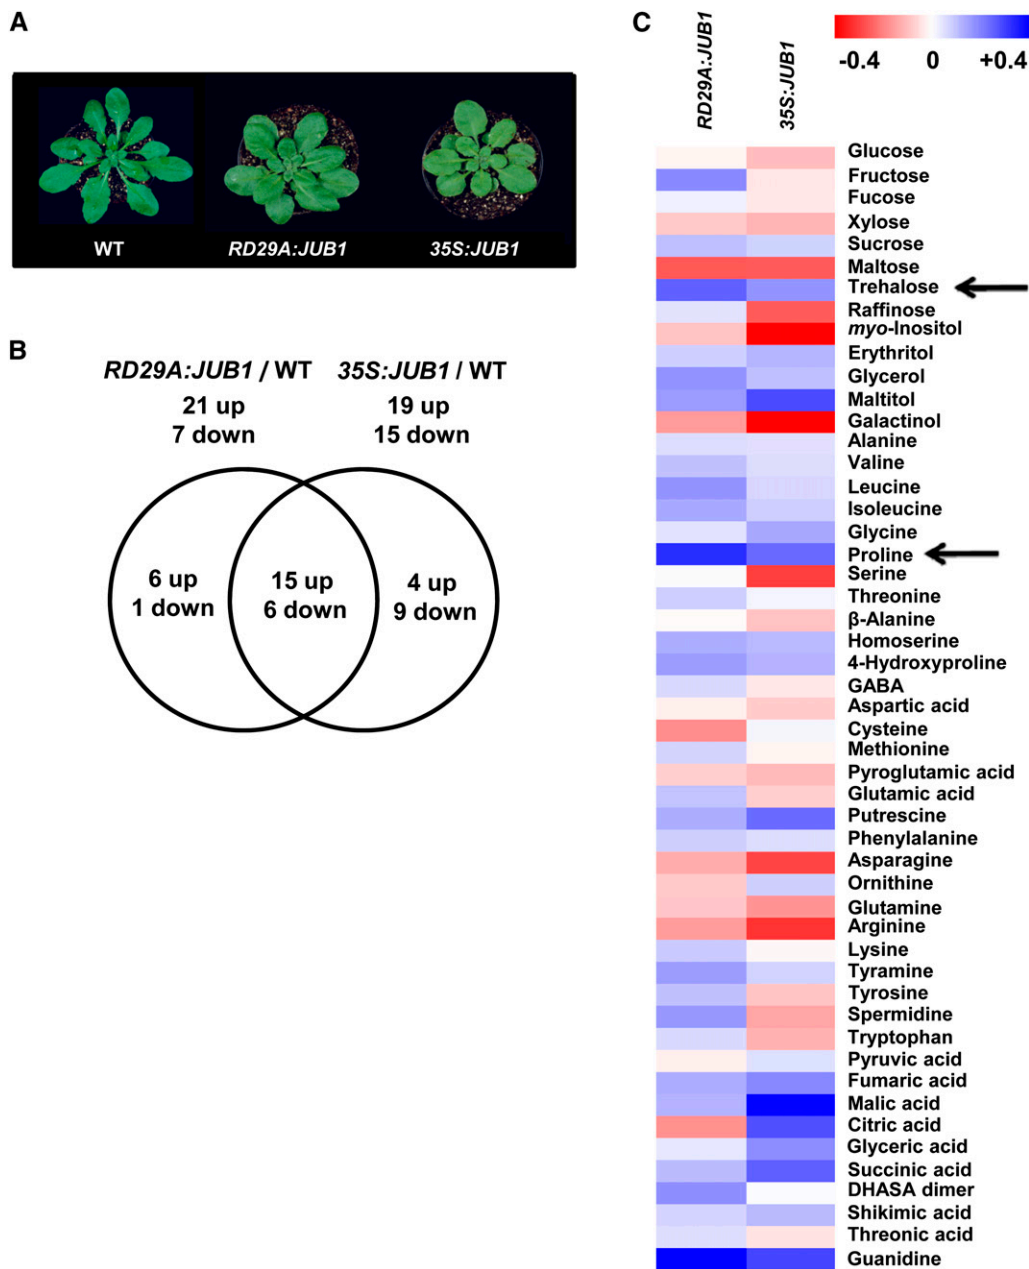 A
WT
RD29A:JUB1
35S:JUB1
B
RD29A:JUB1 / WT
35S:JUB1 / WT
21 up
7 down
19 up
15 down
6 up
1 down
15 up
6 down
4 up
9 down
C
RD29A:JUB1
35S:JUB1
-0.4
0
+0.4
Glucose
Fructose
Fucose
Xylose
Sucrose
Maltose
Trehalose
Raffinose
myo-Inositol
Erythritol
Glycerol
Maltitol
Galactinol
Alanine
Valine
Leucine
Isoleucine
Glycine
Proline
Serine
Threonine
β-Alanine
Homoserine
4-Hydroxyproline
GABA
Aspartic acid
Cysteine
Methionine
Pyroglutamic acid
Glutamic acid
Putrescine
Phenylalanine
Asparagine
Ornithine
Glutamine
Arginine
Lysine
Tyramine
Tyrosine
Spermidine
Tryptophan
Pyruvic acid
Fumaric acid
Malic acid
Citric acid
Glyceric acid
Succinic acid
DHASA dimer
Shikimic acid
Threonic acid
Guanidine